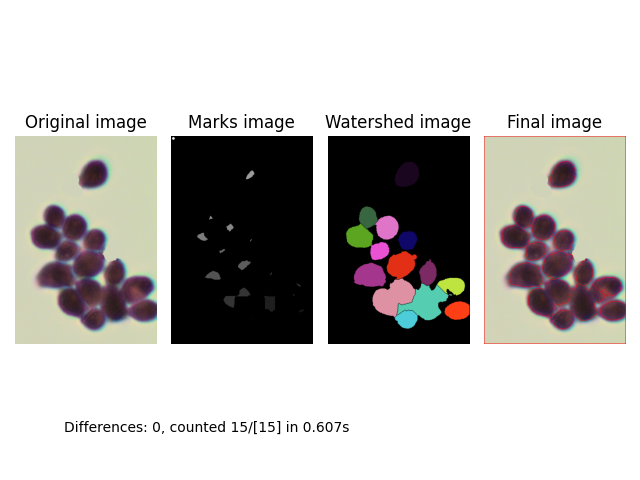 Original image
Marks image
Watershed image
Final image
Differences: 0, counted 15/[15] in 0.607s